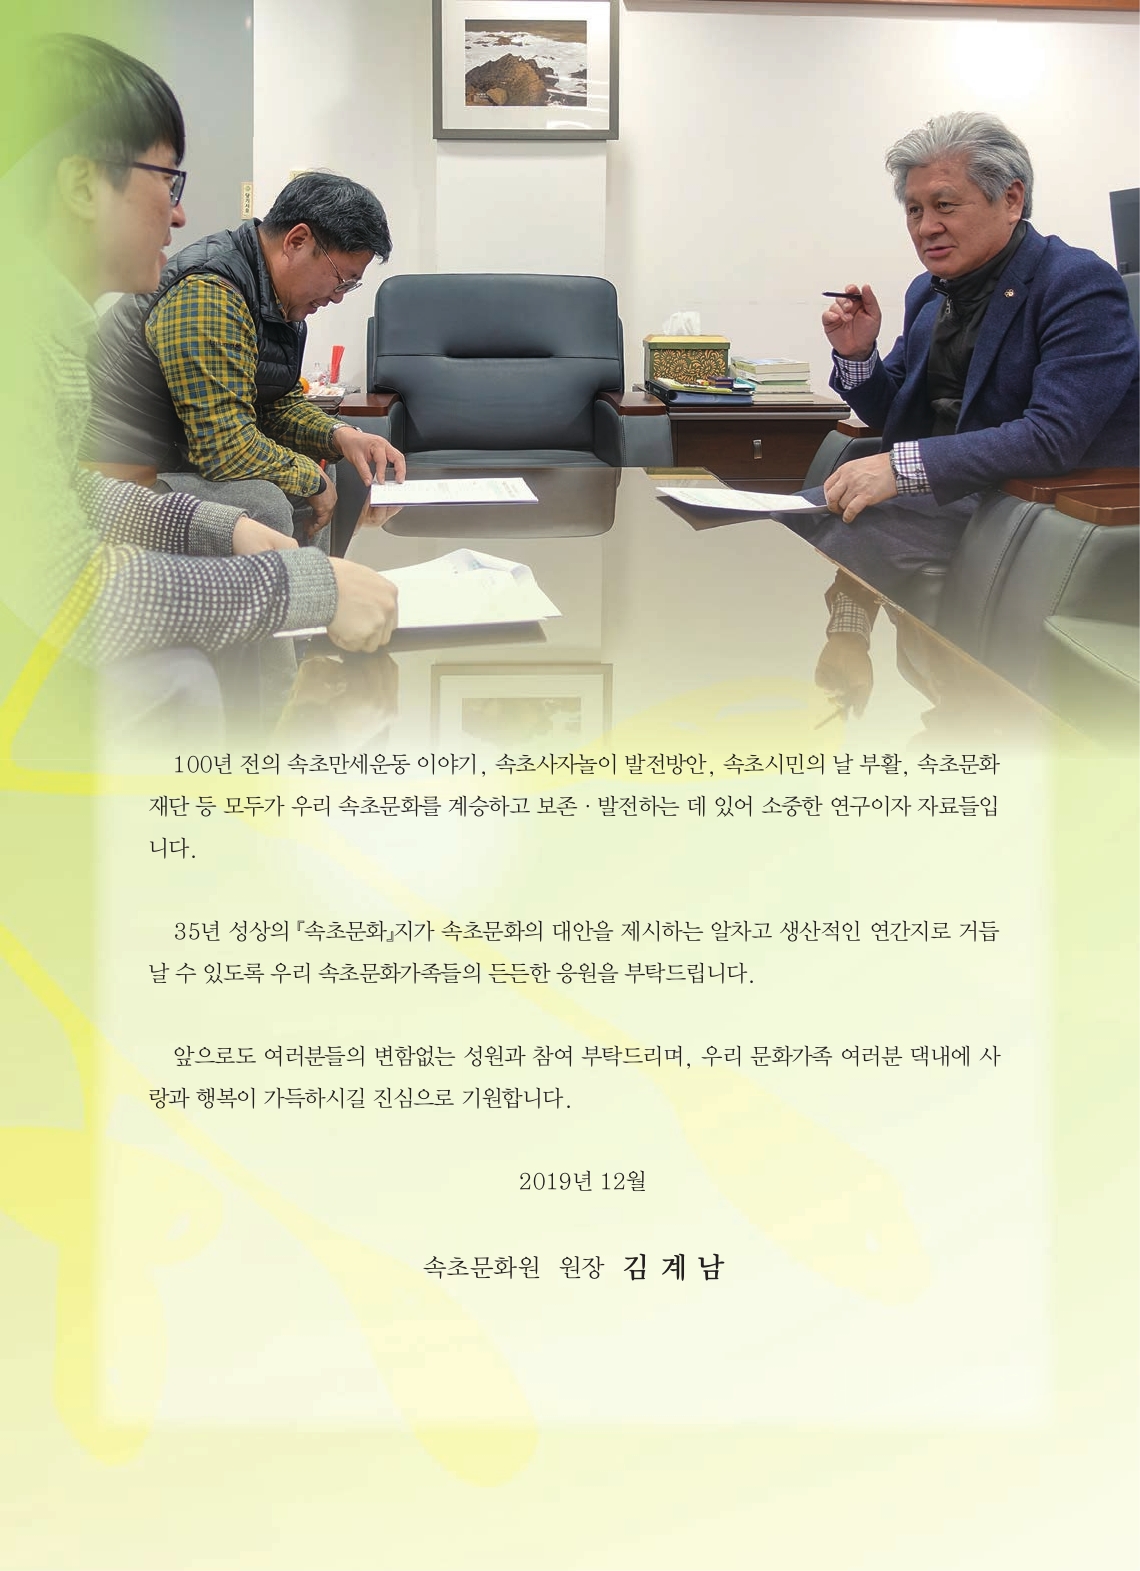 100년 전의 속초만세운동 이야기, 속초사자놀이 발전방안, 속초시민의 날 부활, 속초문화
재단 등 모두가 우리 속초문화를 계승하고 보존 · 발전하는 데 있어 소중한 연구이자 자료들입
니다.
35년 성상의 『속초문화』지가 속초문화의 대안을 제시하는 알차고 생산적인 연간지로 거듭
날 수 있도록 우리 속초문화가족들의 든든한 응원을 부탁드립니다.
앞으로도 여러분들의 변함없는 성원과 참여 부탁드리며, 우리 문화가족 여러분 댁내에 사
랑과 행복이 가득하시길 진심으로 기원합니다.
2019년 12월
속초문화원 원장 김 계 남